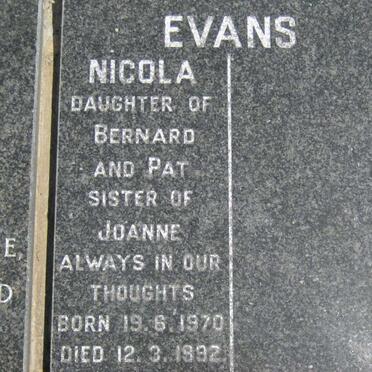 EVANS
NICOLA
DAUGHTER OF
BERNARD
AND PAT
SISTER OF
JOANNE
ALWAYS IN OUR
THOUGHTS
BORN 19.6.1970
DIED 12.3.1992
E,
D